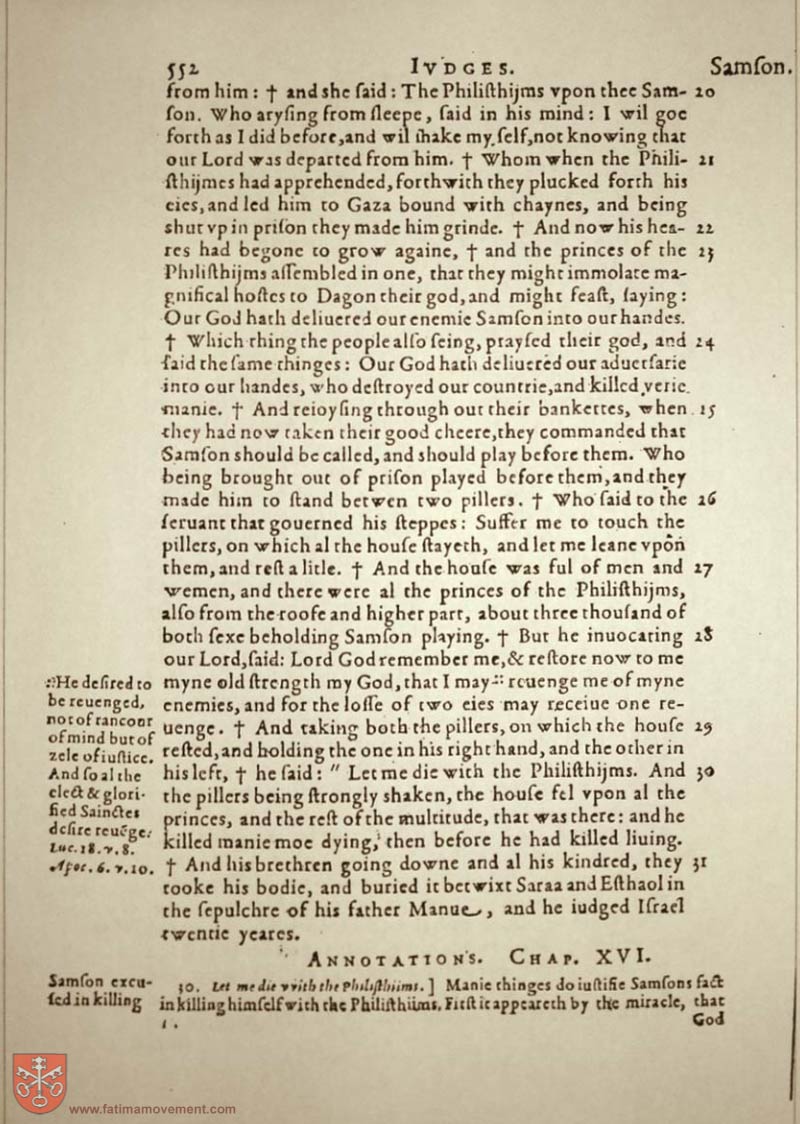 552 IVDGES. Samſon.
from him: † and she ſaid: The Philiſthijms vpon thee Sam- 20
ſon. Who aryſing from ſleepe, ſaid in his mind: I wil goe
forth as I did before, and wil ſhake my ſelf, not knowing that
our Lord was departed from him. † Whom when the Phili- 21
ſthijmes had apprehended, forthwith they plucked forth his
eies, and led him to Gaza bound with chaynes, and being
shut vp in priſon they made him grinde. † And now his hea- 22
res had begone to grow againe, † and the princes of the 23
Philiſthijms aſſembled in one, that they might immolate ma-
gnifical hoſtes to Dagon their god, and might feaſt, ſaying:
Our God hath deliuered our enemie Samſon into our handes.
† Which thing the people alſo ſeing, prayſed their god, and 24
ſaid the ſame thinges: Our God hath deliuered our aduerſarie
into our handes, who deſtroyed our countrie, and killed verie
manie. † And reioyſing through out their bankettes, when 15
they had now taken their good cheere, they commanded that
Samſon should be called, and should play before them. Who
being brought out of priſon played before them, and they
made him to ſtand betwen two pillers. † Who ſaid to the 26
ſeruant that gouerned his ſteppes: Suffer me to touch the
pillers, on which al the houſe ſtayeth, and let me leane vpon
them, and reſt a litle. † And the houſe was ful of men and 27
wemen, and there were al the princes of the Philiſthijms,
alſo from the roofe and higher part, about three thouſand of
both ſexe beholding Samſon playing. † But he inuocating 28
our Lord, ſaid: Lord God remember me, & reſtore now to me
myne old ſtrength my God, that I may :: reuenge me of myne
enemies, and for the loſſe of two eies may receiue one re-
uenge. † And taking both the pillers, on which the houſe 29
reſted, and holding the one in his right hand, and the other in
his left, † he ſaid: " Let me die with the Philiſthijms. And 30
the pillers being ſtrongly shaken, the houſe fel vpon al the
princes, and the reſt of the multitude, that was there: and he
killed manie moe dying, then before he had killed liuing.
† And his brethren going downe and al his kindred, they 31
tooke his bodie, and buried it betwixt Saraa and Eſthaol in
the ſepulchre of his father Manue, and he iudged Iſrael
twentie yeares.
:: He deſired to
be reuenged,
not of rancour
of mind but of
zele of iuſtice.
And ſo al the
elect & glori-
fied Sainctes
deſire reuēge.
Luc. 18. v. 8.
Apoc. 6. v. 10.
ANNOTATIONS. CHAP. XVI.
Samſon excu-
ſed in killing
30. Let me die vvith the Philiſthiims.] Manie thinges do iuſtifie Samſons fact
in killing himſelf with the Philiſthiims. Firſt it appeareth by the miracle, that
God
www.fatimamovement.com